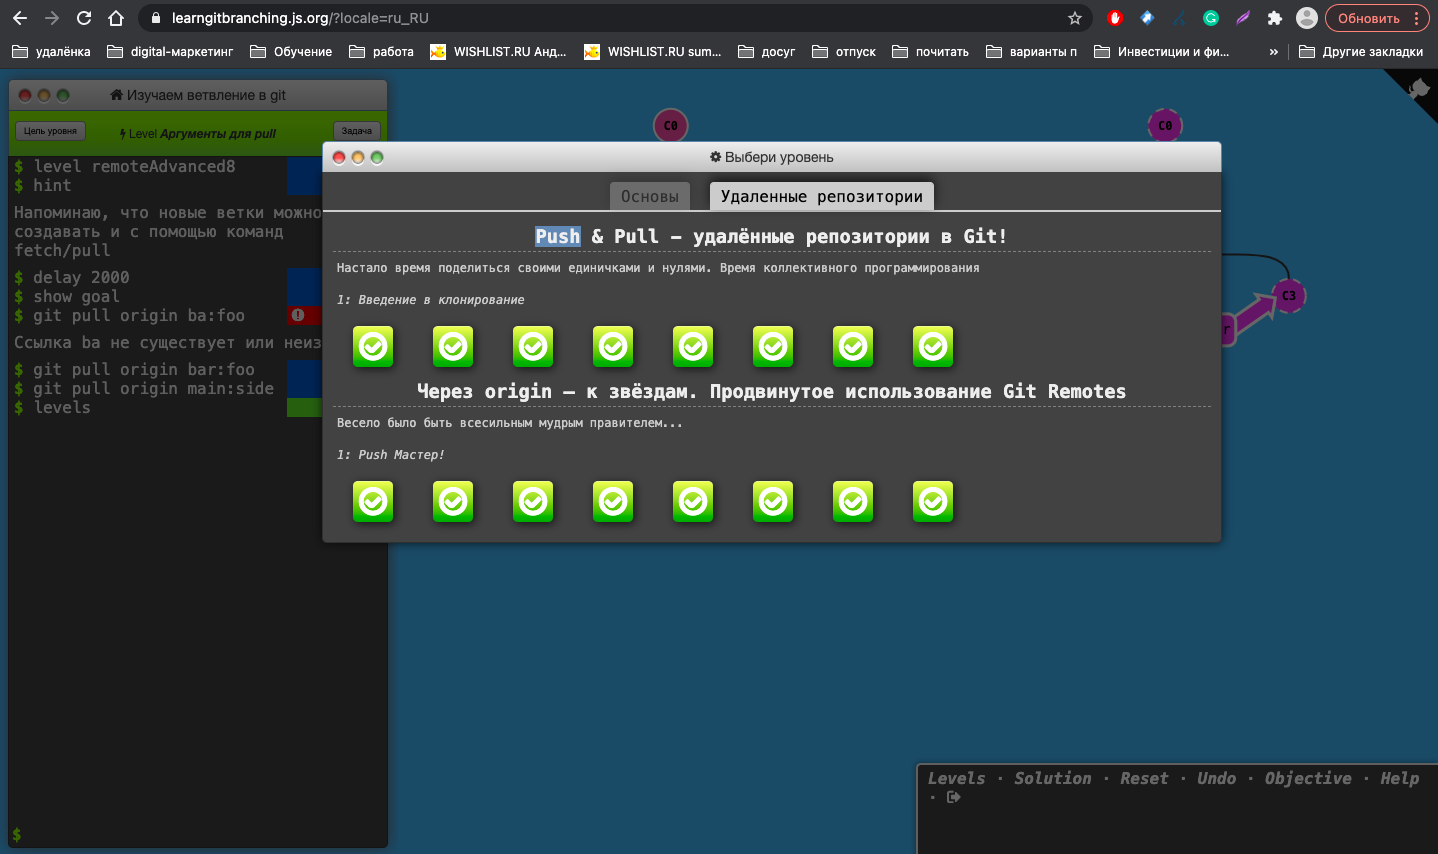 learngitbranching.js.org/?locale=ru_RU
Обновить
удалёнка
digital-маркетинг
Обучение
работа
WISHLIST.RU Анд...
WISHLIST.RU sum...
досуг
отпуск
почитать
варианты п
Инвестиции и фи...
»
Другие закладки
Изучаем ветвление в git
Цель уровня
Level Аргументы для pull
Задача
$ level remoteAdvanced8
$ hint
Напоминаю, что новые ветки можно
создавать и с помощью команд
fetch/pull
$ delay 2000
$ show goal
$ git pull origin ba:foo
Ссылка ba не существует или неиз
$ git pull origin bar:foo
$ git pull origin main:side
$ levels
$
C0
C0
C3
Выбери уровень
Основы
Удаленные репозитории
Push & Pull – удалённые репозитории в Git!
Настало время поделиться своими единичками и нулями. Время коллективного программирования
1: Введение в клонирование
Через origin – к звёздам. Продвинутое использование Git Remotes
Весело было быть всесильным мудрым правителем...
1: Push Мастер!
Levels · Solution · Reset · Undo · Objective · Help
·